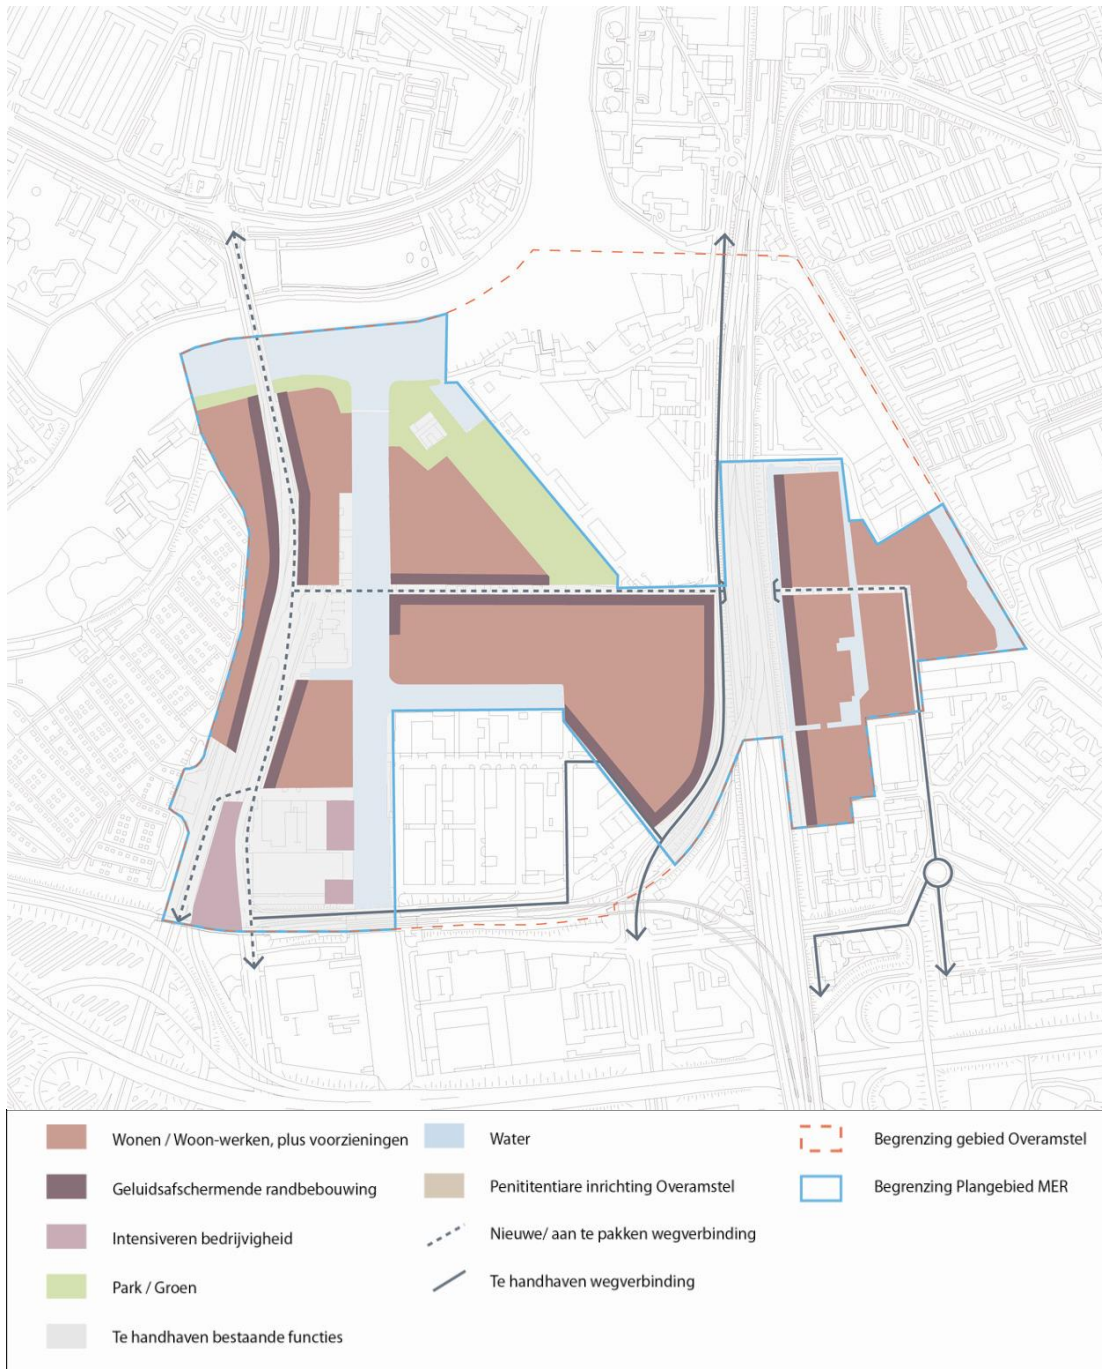 Wonen / Woon-werken, plus voorzieningen
Geluidsafschermende randbebouwing
Intensiveren bedrijvigheid
Park / Groen
Te handhaven bestaande functies
Water
Penititentiare inrichting Overamstel
Nieuwe/ aan te pakken wegverbinding
Te handhaven wegverbinding
Begrenzing gebied Overamstel
Begrenzing Plangebied MER